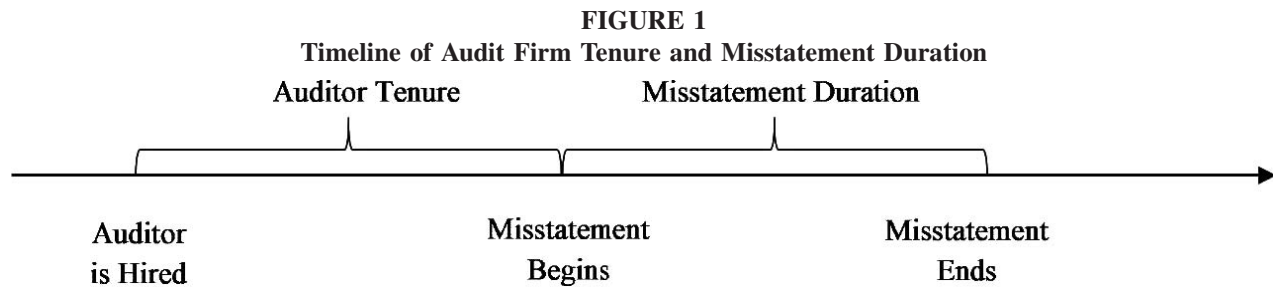 FIGURE 1
Timeline of Audit Firm Tenure and Misstatement Duration
Auditor Tenure Misstatement Duration
Auditor
is Hired
Misstatement
Begins
Misstatement
Ends